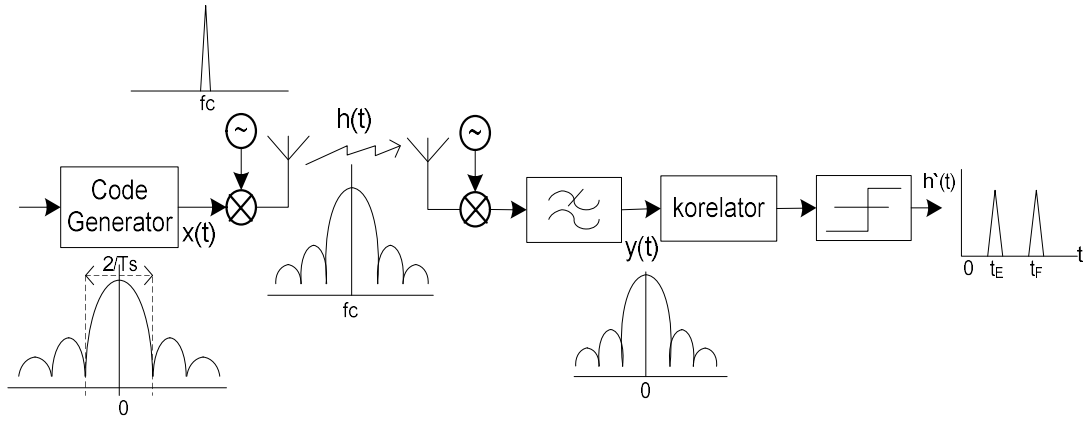 fc
~
h(t)
~
Code
Generator
x(t)
korelator
h`(t)
y(t)
2/Ts
0
fc
0
0 tE tF t